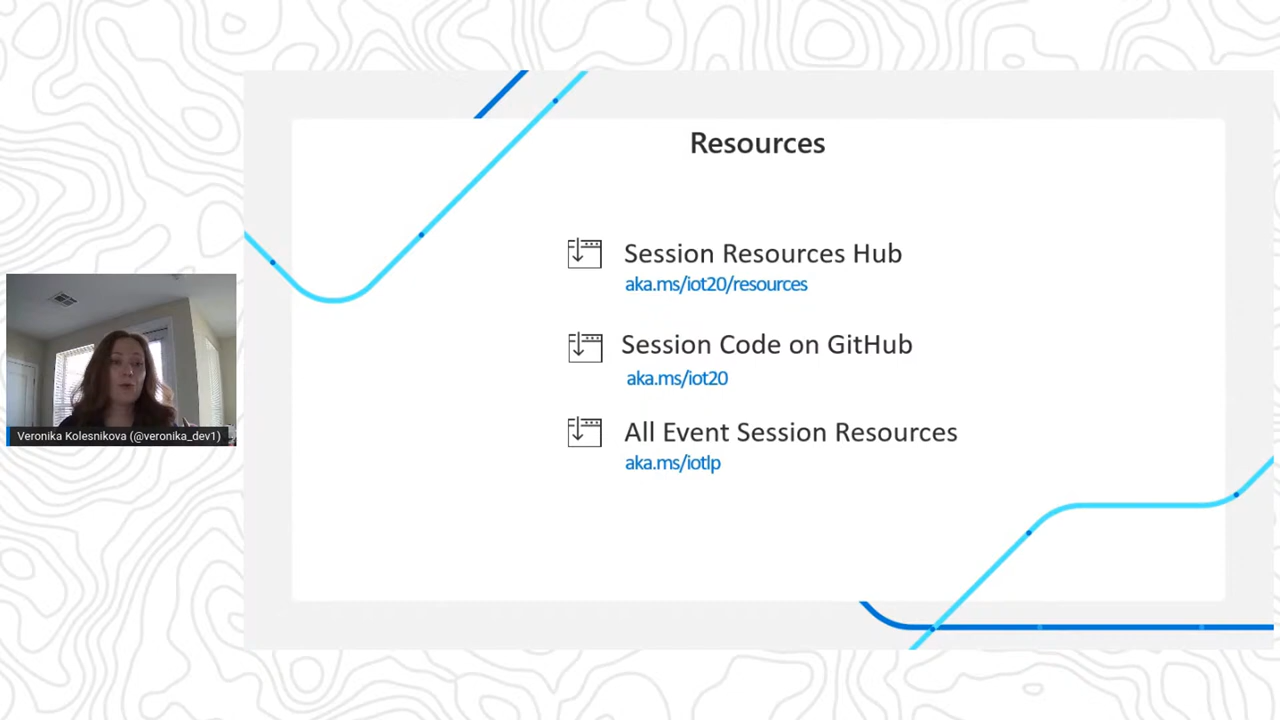 Resources
Session Resources Hub
aka.ms/iot20/resources
Session Code on GitHub
aka.ms/iot20
All Event Session Resources
aka.ms/iotlp
Veronika Kolesnikova (@veronika_dev1)